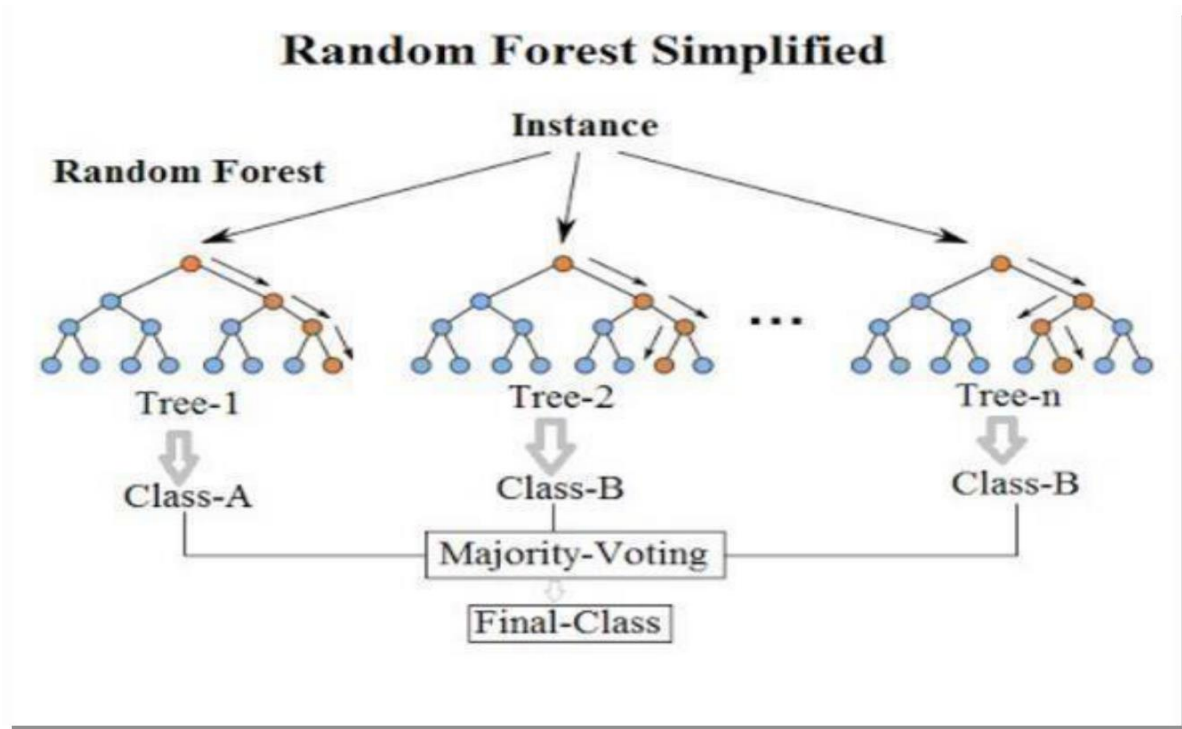 Random Forest Simplified
Instance
Random Forest
...
Tree-1
Tree-2
Tree-n
Class-A
Class-B
Class-B
Majority-Voting
Final-Class